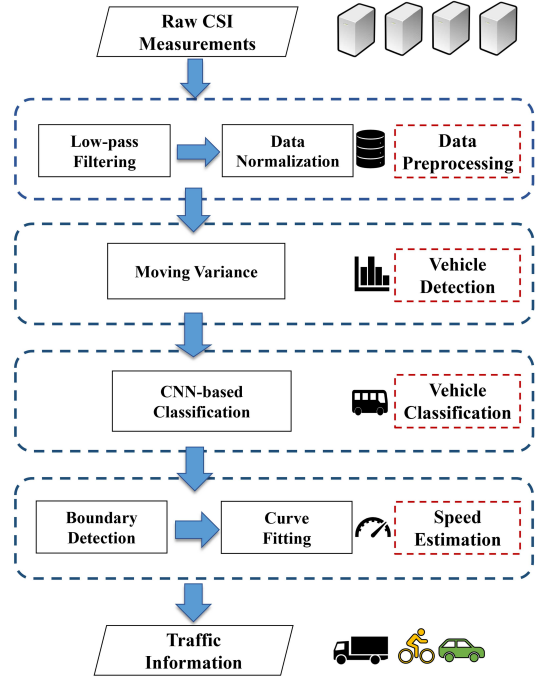 Raw CSI
Measurements
Low-pass
Filtering
Data
Normalization
Data
Preprocessing
Moving Variance
Vehicle
Detection
CNN-based
Classification
Vehicle
Classification
Boundary
Detection
Curve
Fitting
Speed
Estimation
Traffic
Information